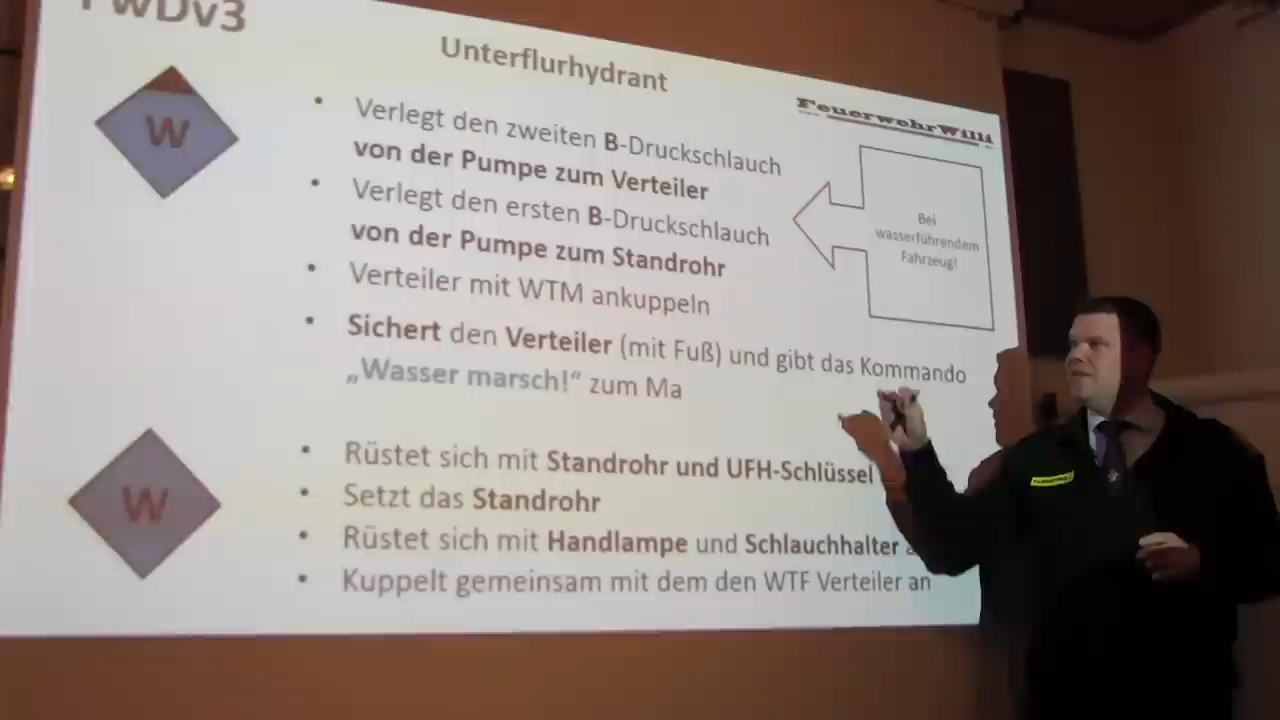 FwDv3
Unterflurhydrant
FeuerwehrWilli
W
• Verlegt den zweiten B-Druckschlauch
von der Pumpe zum Verteiler
• Verlegt den ersten B-Druckschlauch
von der Pumpe zum Standrohr
• Verteiler mit WTM ankuppeln
• Sichert den Verteiler (mit Fuß) und gibt das Kommando
„Wasser marsch!“ zum Ma
Bei
wasserführendem
Fahrzeug!
W
• Rüstet sich mit Standrohr und UFH-Schlüssel
• Setzt das Standrohr
• Rüstet sich mit Handlampe und Schlauchhalter
• Kuppelt gemeinsam mit dem den WTF Verteiler an